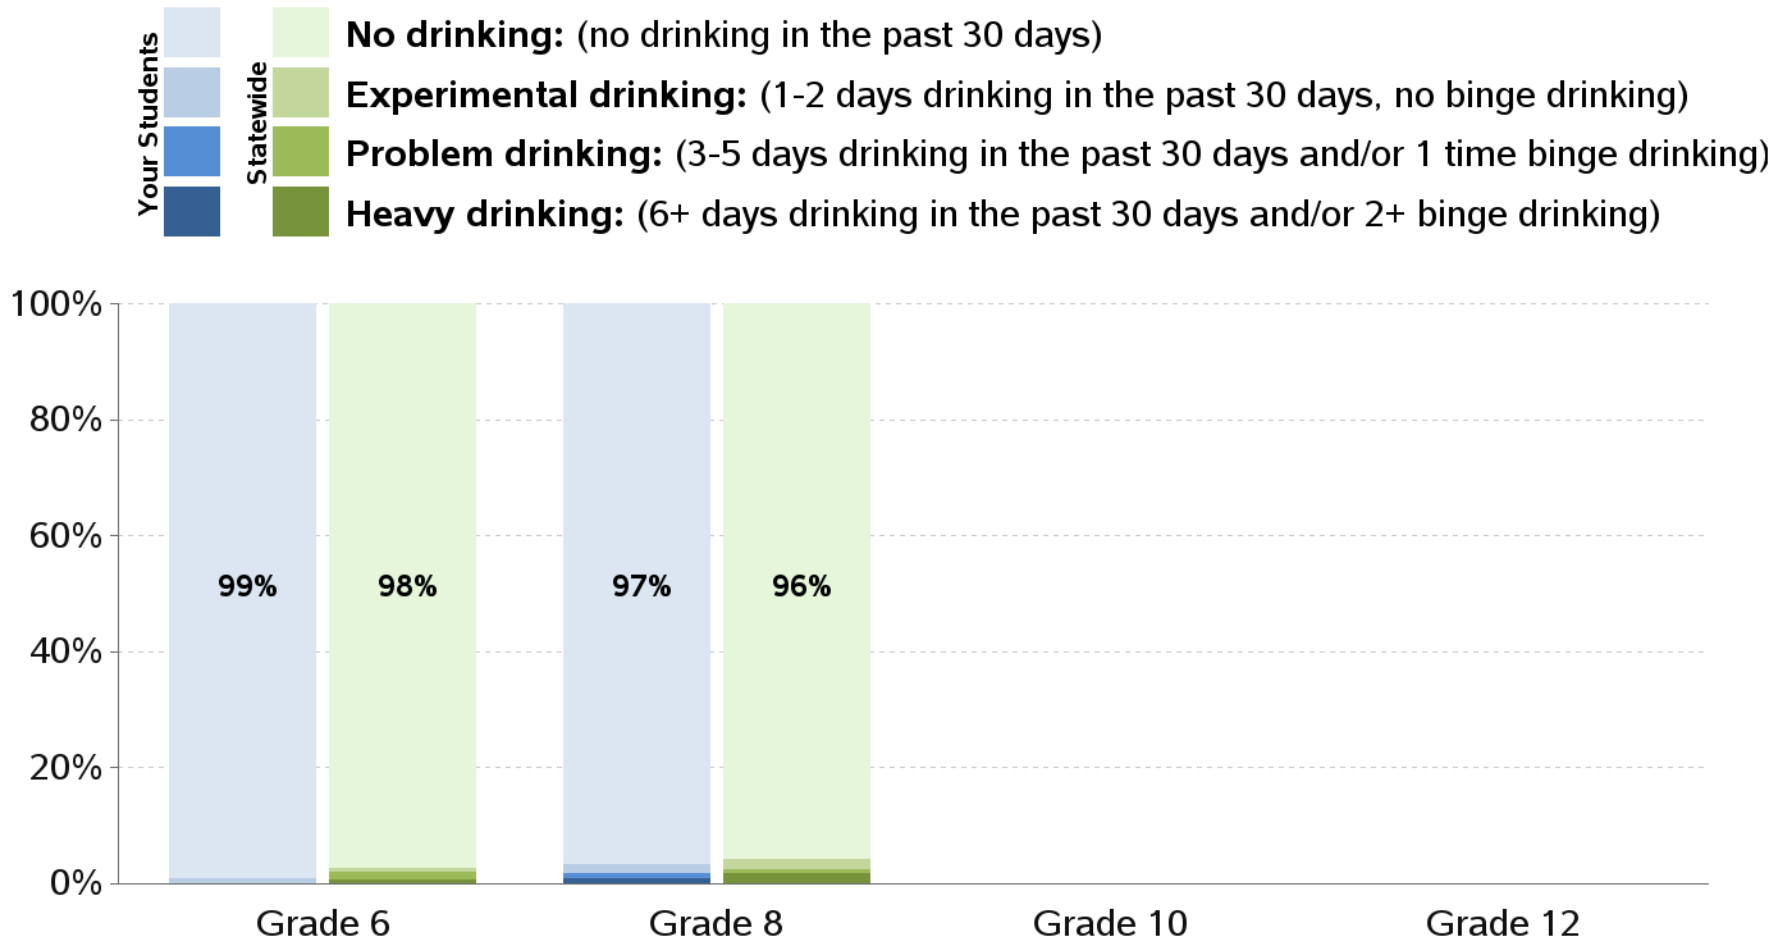 Your Students
Statewide
No drinking: (no drinking in the past 30 days)
Experimental drinking: (1-2 days drinking in the past 30 days, no binge drinking)
Problem drinking: (3-5 days drinking in the past 30 days and/or 1 time binge drinking)
Heavy drinking: (6+ days drinking in the past 30 days and/or 2+ binge drinking)
100%
80%
60%
99% 98% 97% 96%
40%
20%
0%
Grade 6 Grade 8 Grade 10 Grade 12